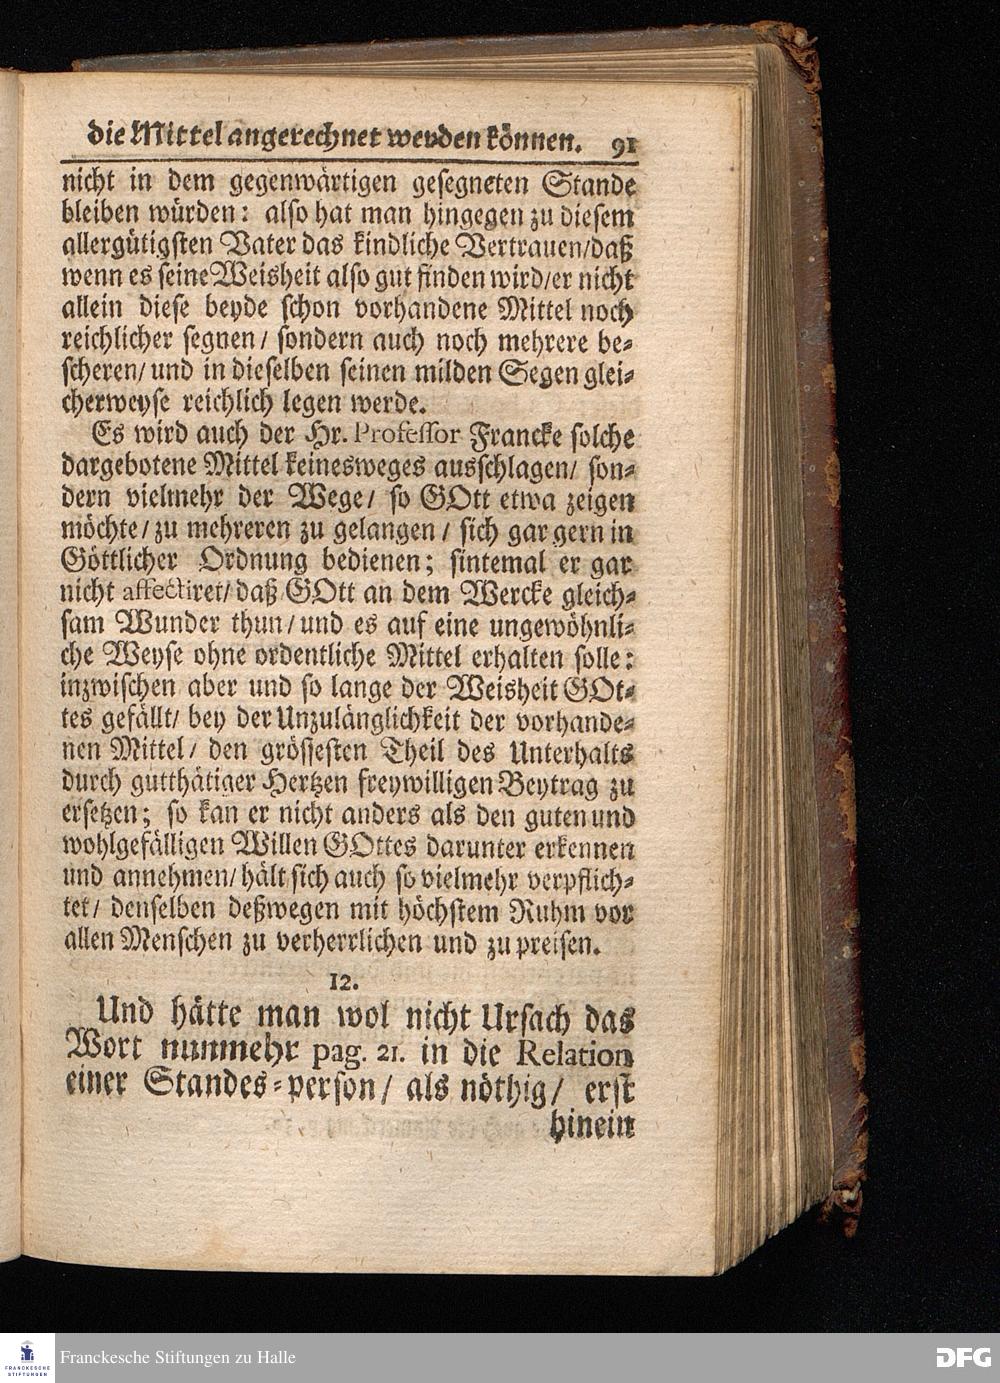 die Mittel angerechnet werden können. 91
nicht in dem gegenwärtigen gesegneten Stande
bleiben würden: also hat man hingegen zu diesem
allergütigsten Vater das kindliche Vertrauen/daß
wenn es seine Weisheit also gut finden wird/er nicht
allein diese beyde schon vorhandene Mittel noch
reichlicher segnen/ sondern auch noch mehrere be-
scheren/ und in dieselben seinen milden Segen glei-
cherweyse reichlich legen werde.
Es wird auch der Hr. Professor Francke solche
dargebotene Mittel keinesweges ausschlagen/ son-
dern vielmehr der Wege/ so GOtt etwa zeigen
möchte/ zu mehreren zu gelangen/ sich gar gern in
Göttlicher Ordnung bedienen; sintemal er gar
nicht affectiret/ daß GOtt an dem Wercke gleich-
sam Wunder thun/ und es auf eine ungewöhnli-
che Weyse ohne ordentliche Mittel erhalten solle:
inzwischen aber und so lange der Weisheit GOt-
tes gefällt/ bey der Unzulänglichkeit der vorhande-
nen Mittel/ den grössesten Theil des Unterhalts
durch gutthätiger Hertzen freywilligen Beytrag zu
ersetzen; so kan er nicht anders als den guten und
wohlgefälligen Willen GOttes darunter erkennen
und annehmen/ hält sich auch so vielmehr verpflich-
tet/ denselben deßwegen mit höchstem Ruhm vor
allen Menschen zu verherrlichen und zu preisen.
12.
Und hätte man wol nicht Ursach das
Wort nunmehr pag. 21. in die Relation
einer Standes-person/ als nöthig/ erst
hinein
FRANCKESCHE
STIFTUNGEN
Franckesche Stiftungen zu Halle
DFG